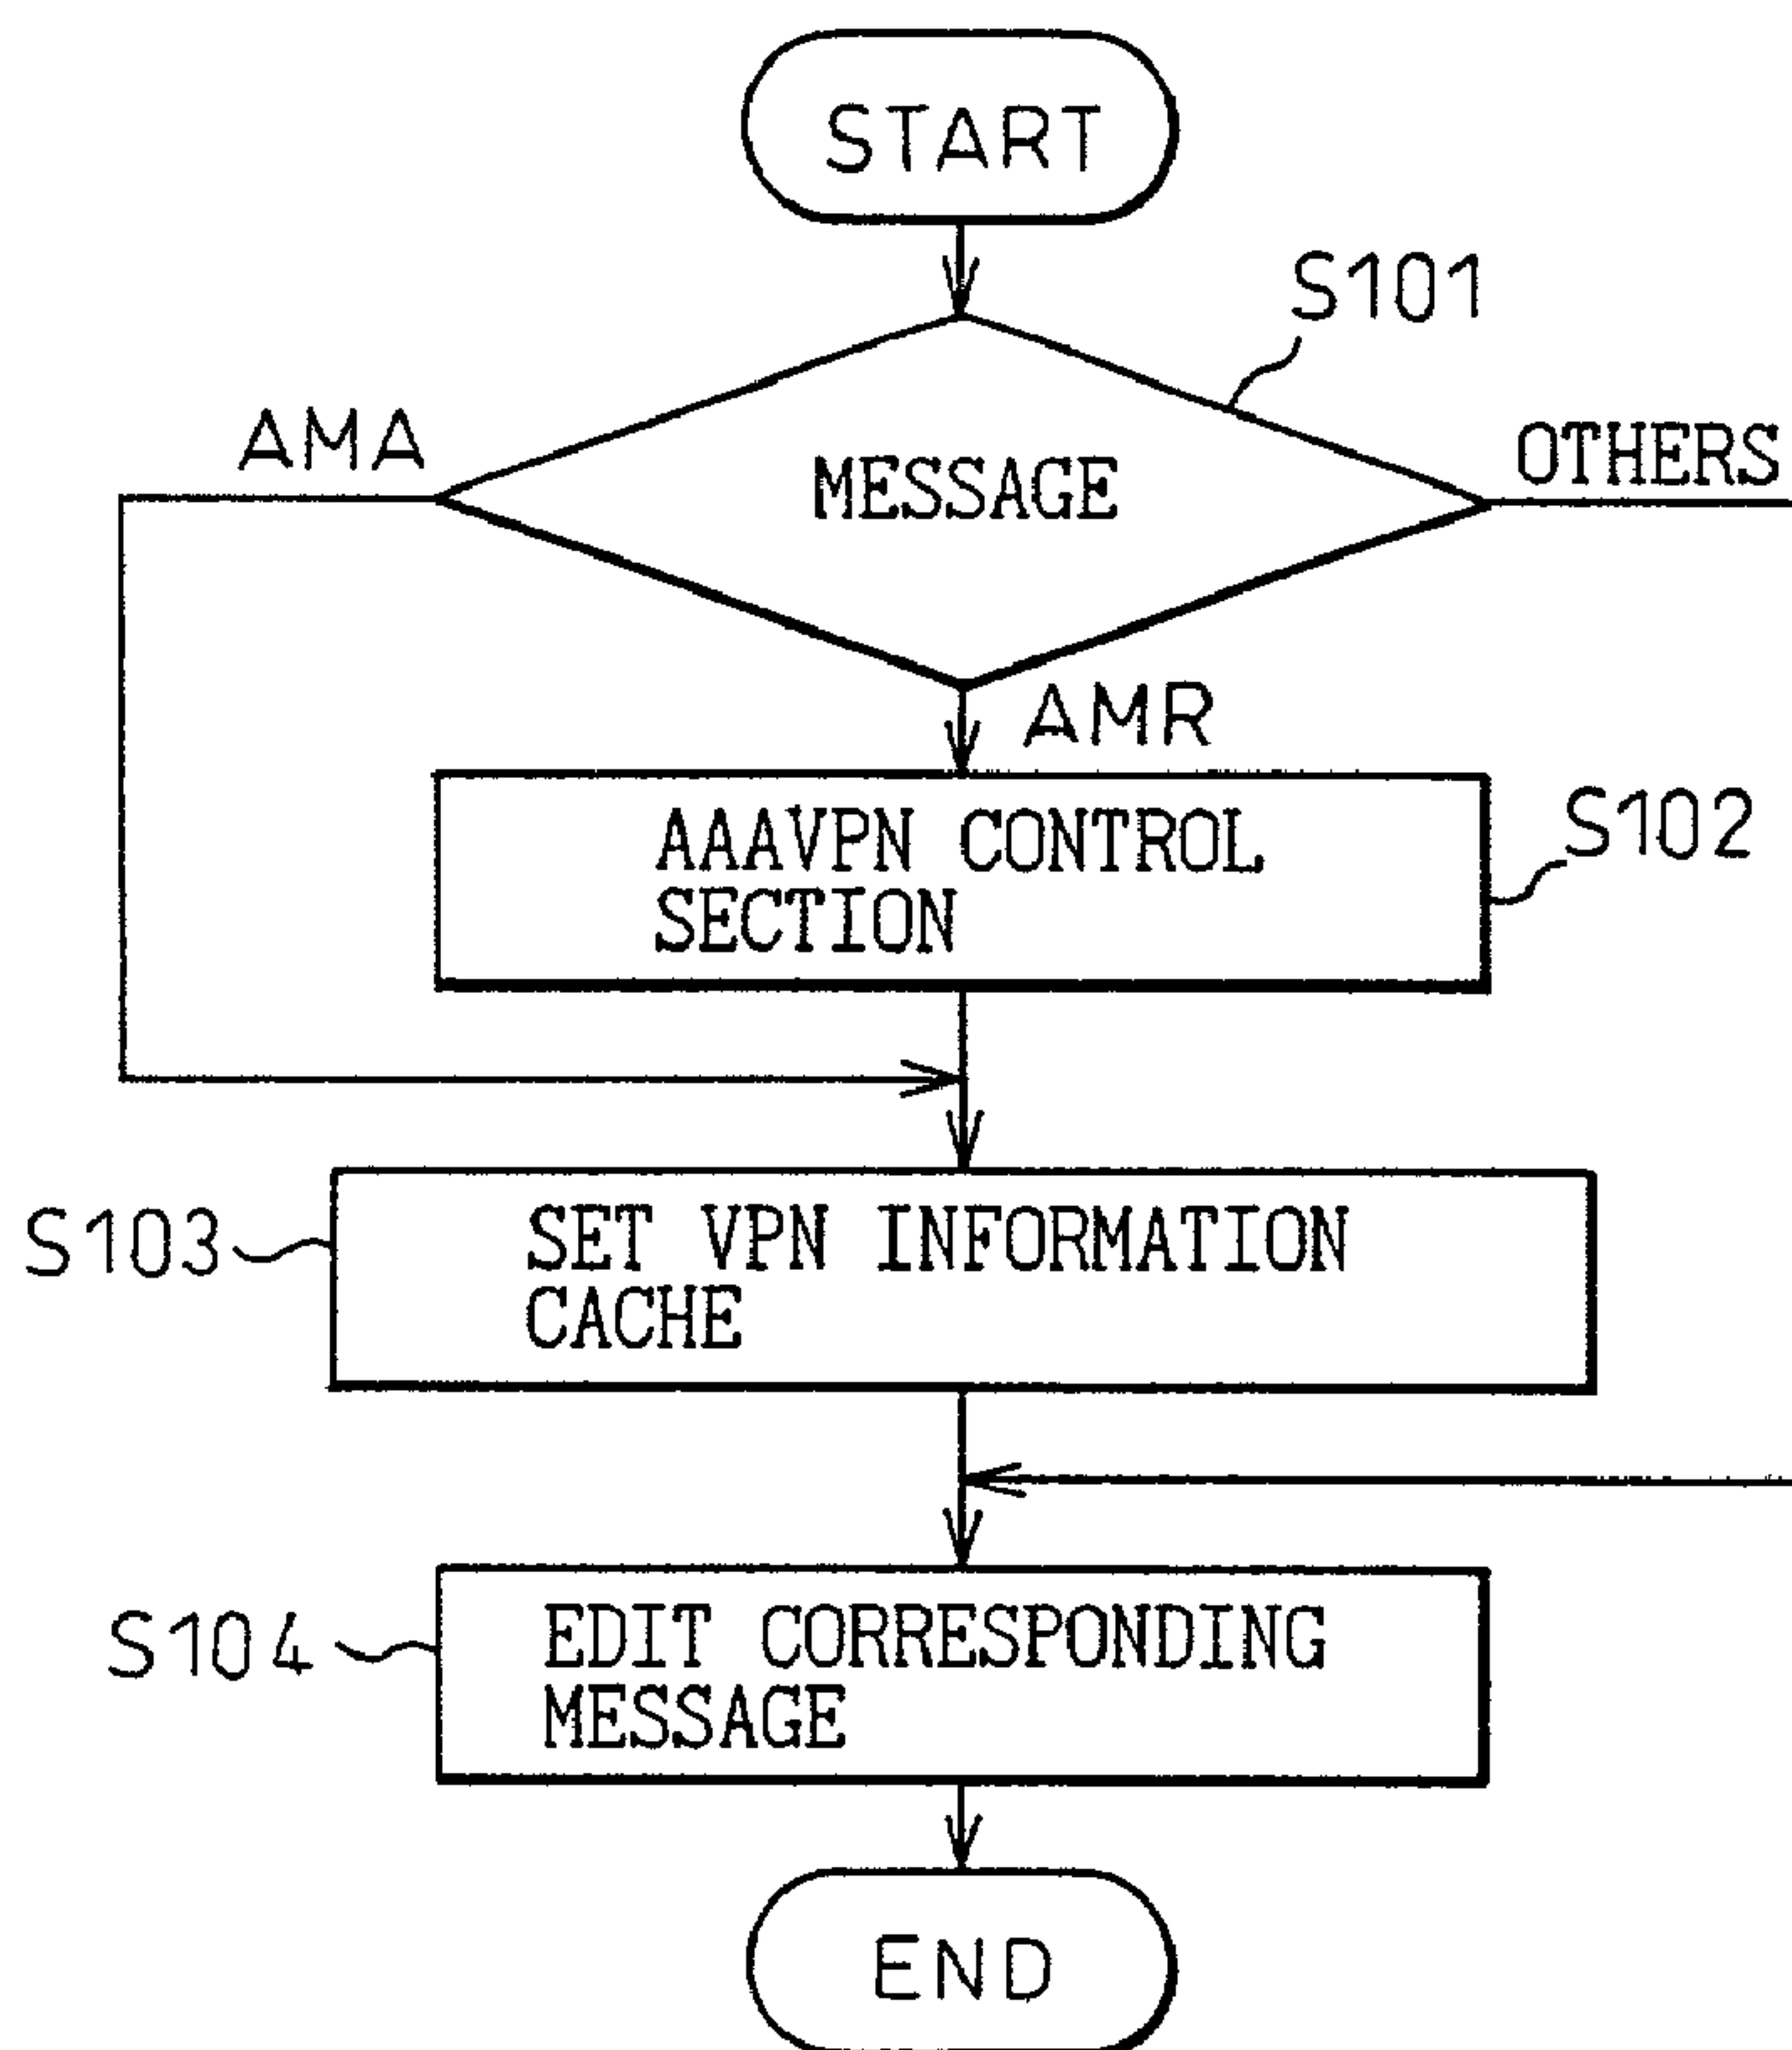 START
S101
AMA
MESSAGE
OTHERS
AMR
AAAVPN CONTROL
SECTION
S102
S103
SET VPN INFORMATION
CACHE
S104
EDIT CORRESPONDING
MESSAGE
END